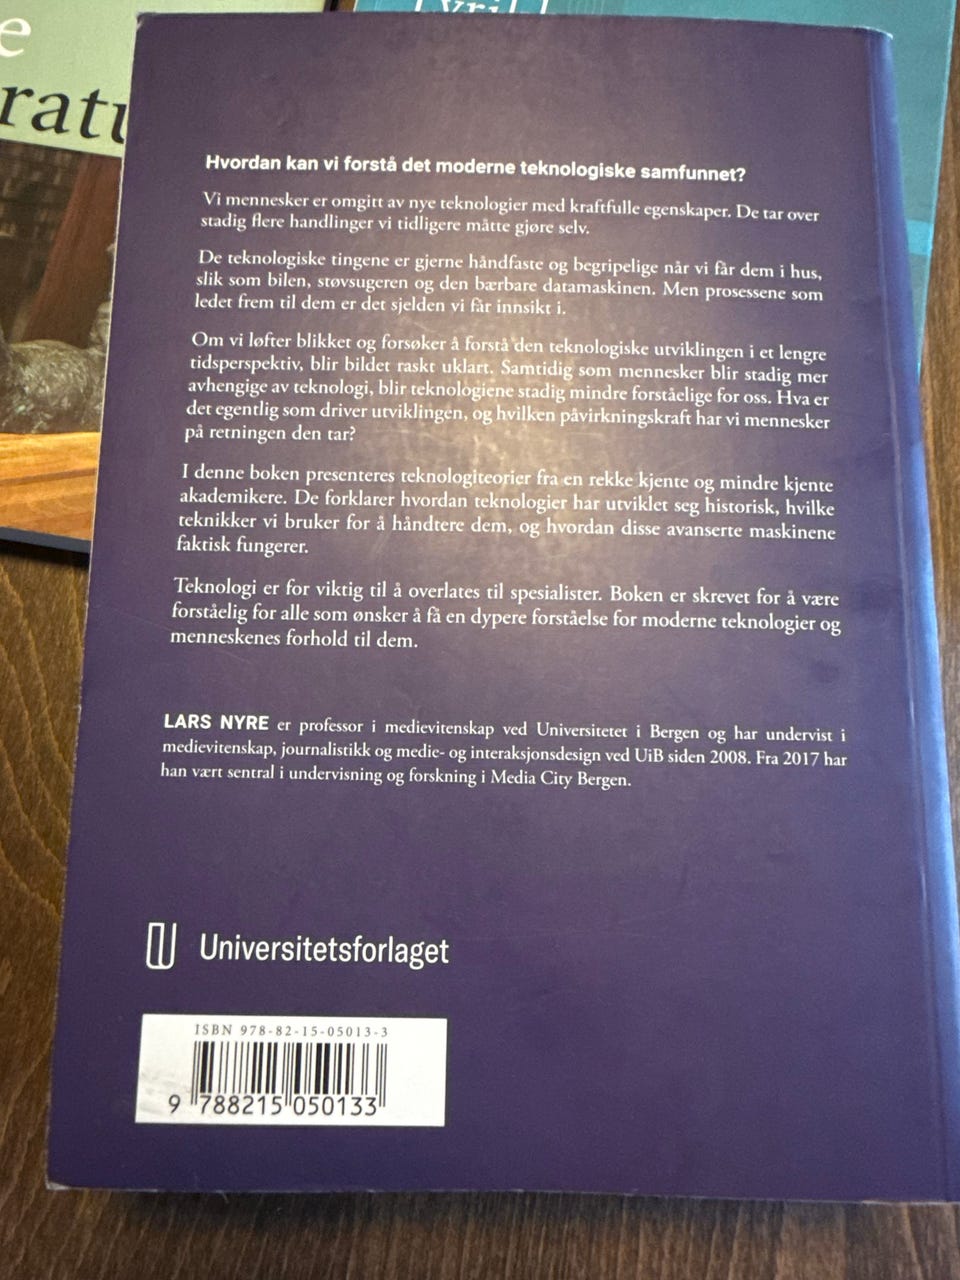 e
ratu
Vri
Hvordan kan vi forstå det moderne teknologiske samfunnet?
Vi mennesker er omgitt av nye teknologier med kraftfulle egenskaper. De tar over
stadig flere handlinger vi tidligere måtte gjøre selv.
De teknologiske tingene er gjerne håndfaste og begripelige når vi får dem i hus,
slik som bilen, støvsugeren og den bærbare datamaskinen. Men prosessene som
ledet frem til dem er det sjelden vi får innsikt i.
Om vi løfter blikket og forsøker å forstå den teknologiske utviklingen i et lengre
tidsperspektiv, blir bildet raskt uklart. Samtidig som mennesker blir stadig mer
avhengige av teknologi, blir teknologiene stadig mindre forståelige for oss. Hva er
det egentlig som driver utviklingen, og hvilken påvirkningskraft har vi mennesker
på retningen den tar?
I denne boken presenteres teknologiteorier fra en rekke kjente og mindre kjente
akademikere. De forklarer hvordan teknologier har utviklet seg historisk, hvilke
teknikker vi bruker for å håndtere dem, og hvordan disse avanserte maskinene
faktisk fungerer.
Teknologi er for viktig til å overlates til spesialister. Boken er skrevet for å være
forståelig for alle som ønsker å få en dypere forståelse for moderne teknologier og
menneskenes forhold til dem.
LARS NYRE er professor i medievitenskap ved Universitetet i Bergen og har undervist i
medievitenskap, journalistikk og medie- og interaksjonsdesign ved UiB siden 2008. Fra 2017 har
han vært sentral i undervisning og forskning i Media City Bergen.
Universitetsforlaget
ISBN 978-82-15-05013-3
9 788215 050133